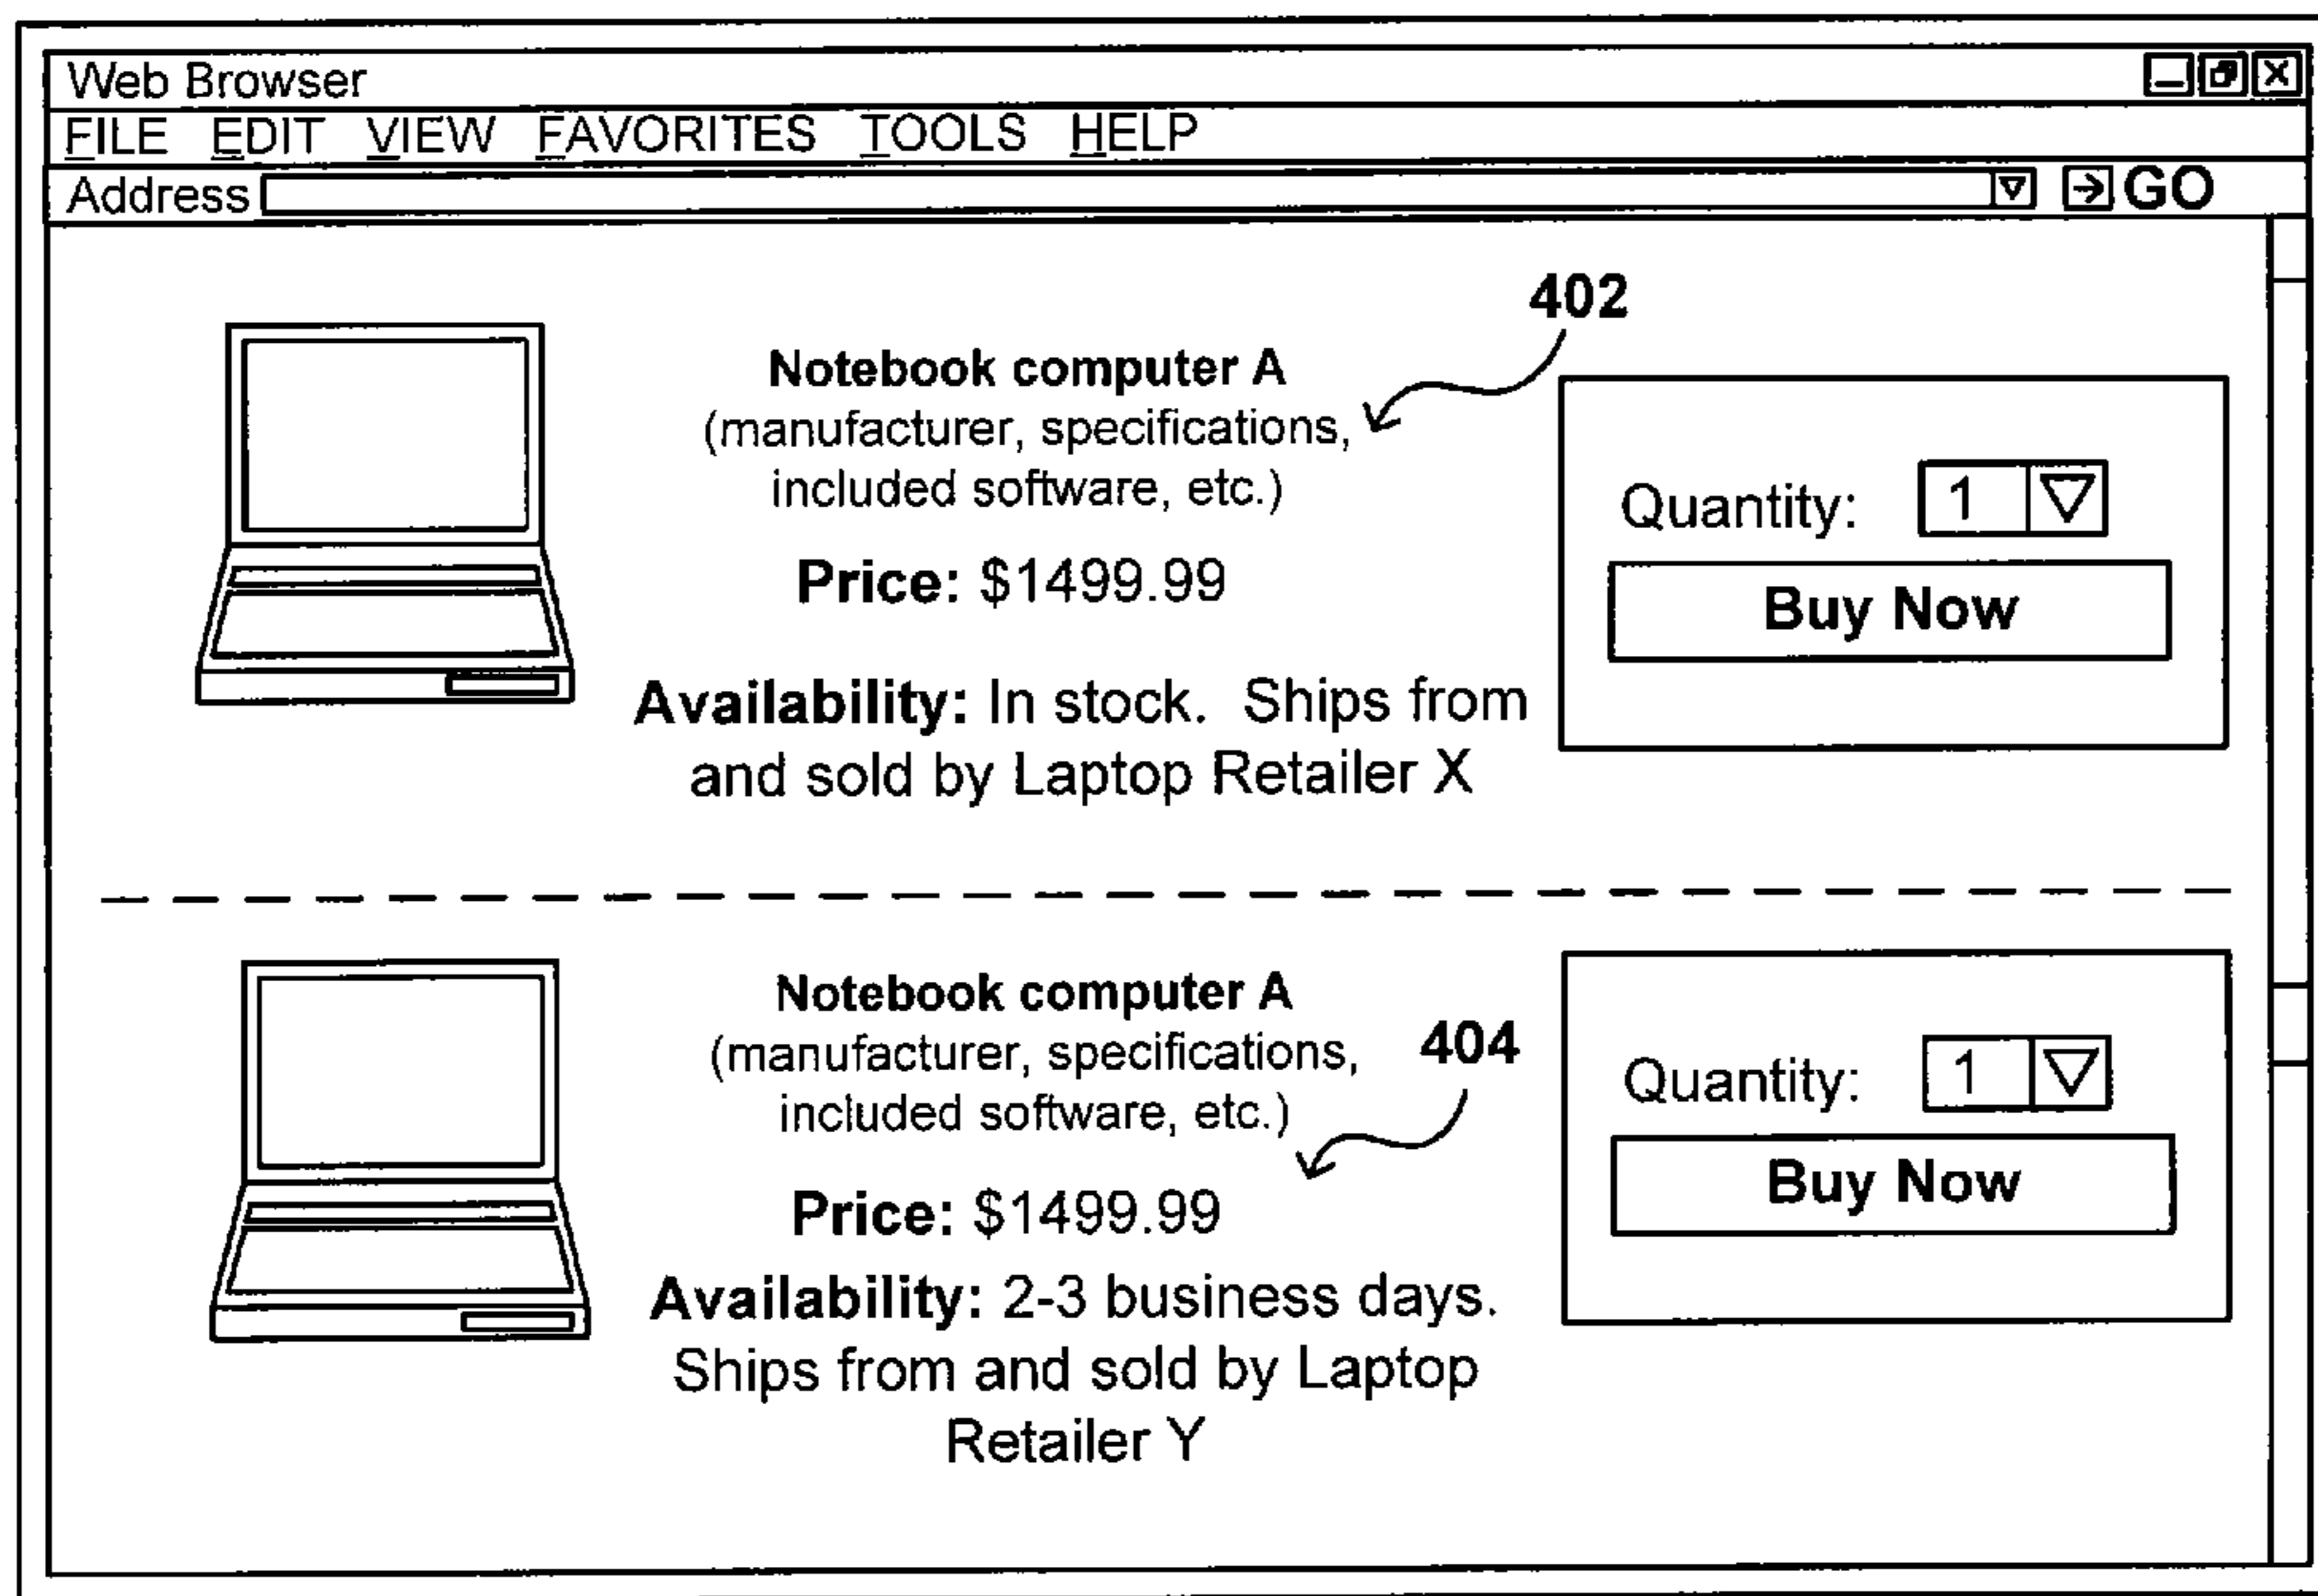 Web Browser
FILE EDIT VIEW FAVORITES TOOLS HELP
Address GO
402
Notebook computer A
(manufacturer, specifications,
included software, etc.)
Price: $1499.99
Availability: In stock. Ships from
and sold by Laptop Retailer X
Quantity: 1
Buy Now
Notebook computer A
(manufacturer, specifications,
included software, etc.)
404
Price: $1499.99
Availability: 2-3 business days.
Ships from and sold by Laptop
Retailer Y
Quantity: 1
Buy Now